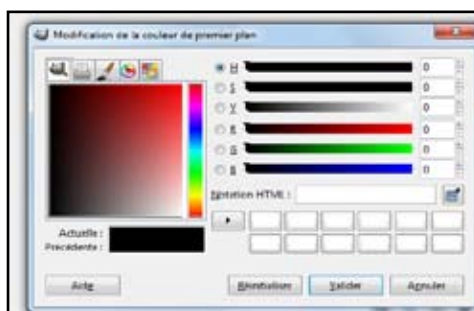 Modification de la couleur de premier plan
H 0
S 0
V 0
R 0
G 0
B 0
Notation HTML :
Actuelle :
Précédente :
Aide
Réinitialiser
Valider
Annuler